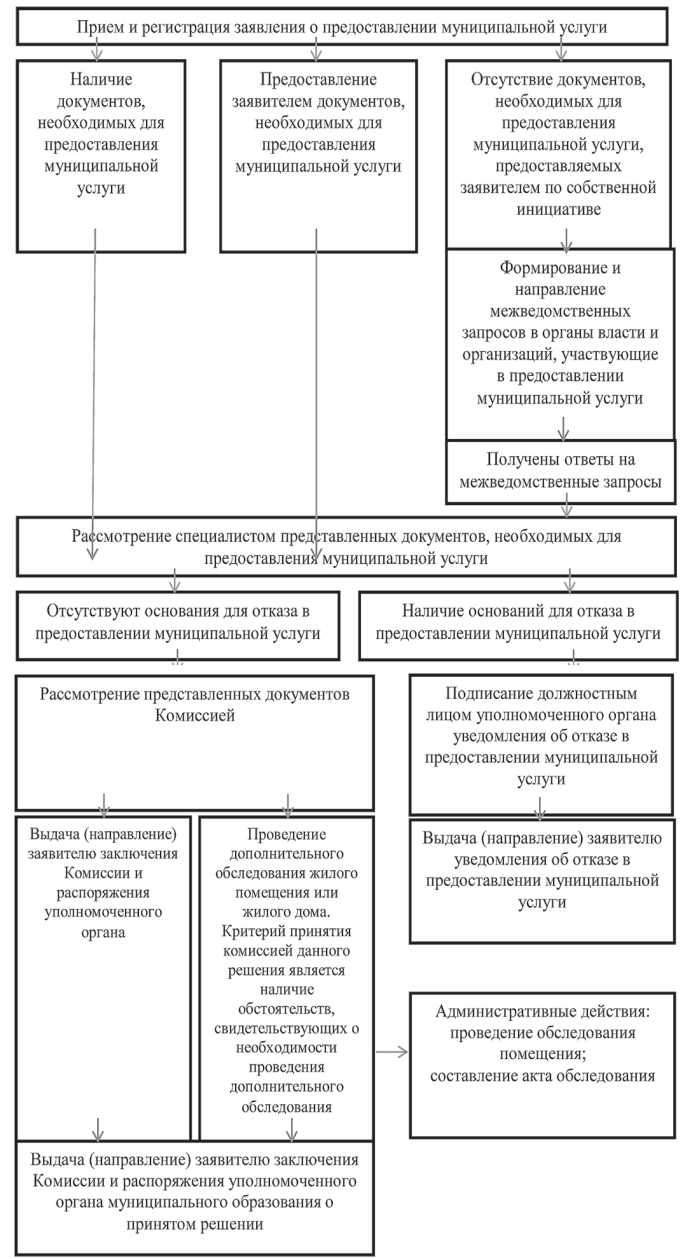 Прием и регистрация заявления о предоставлении муниципальной услуги
Наличие
документов,
необходимых для
предоставления
муниципальной
услуги
Предоставление
заявителем документов,
необходимых для
предоставления
муниципальной услуги
Отсутствие документов,
необходимых для
предоставления
муниципальной услуги,
предоставляемых
заявителем по собственной
инициативе
Формирование и
направление
межведомственных
запросов в органы власти и
организаций, участвующие
в предоставлении
муниципальной услуги
Получены ответы на
межведомственные запросы
Рассмотрение специалистом представленных документов, необходимых для
предоставления муниципальной услуги
Отсутствуют основания для отказа в
предоставлении муниципальной услуги
Наличие оснований для отказа в
предоставлении муниципальной услуги
Рассмотрение представленных документов
Комиссией
Подписание должностным
лицом уполномоченного органа
уведомления об отказе в
предоставлении муниципальной
услуги
Выдача (направление)
заявителю заключения
Комиссии и
распоряжения
уполномоченного
органа
Проведение
дополнительного
обследования жилого
помещения или
жилого дома.
Критерий принятия
комиссией данного
решения является
наличие
обстоятельств,
свидетельствующих о
необходимости
проведения
дополнительного
обследования
Выдача (направление) заявителю
уведомления об отказе в
предоставлении муниципальной
услуги
Административные действия:
проведение обследования
помещения;
составление акта обследования
Выдача (направление) заявителю заключения
Комиссии и распоряжения уполномоченного
органа муниципального образования о
принятом решении